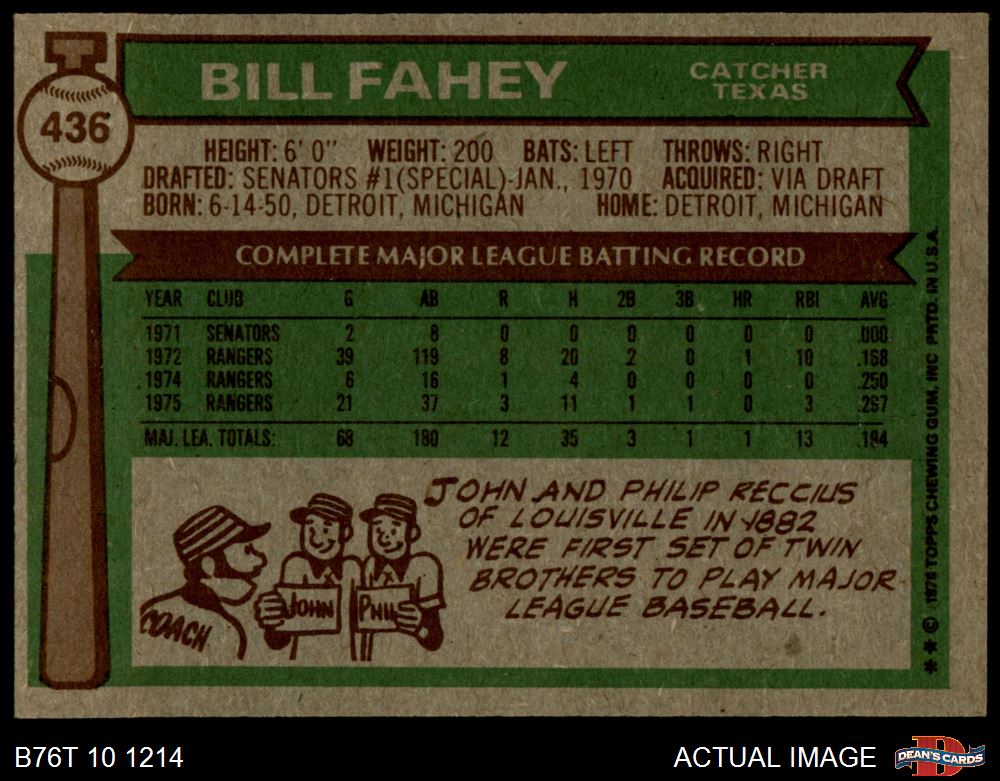 436
BILL FAHEY
CATCHER
TEXAS
HEIGHT: 6' 0" WEIGHT: 200 BATS: LEFT THROWS: RIGHT
DRAFTED: SENATORS #1(SPECIAL)-JAN., 1970 ACQUIRED: VIA DRAFT
BORN: 6-14-50, DETROIT, MICHIGAN HOME: DETROIT, MICHIGAN
COMPLETE MAJOR LEAGUE BATTING RECORD
YEAR CLUB G AB R H 2B 3B HR RBI AVG
1971 SENATORS 2 8 0 0 0 0 0 0 .000
1972 RANGERS 39 119 8 20 2 0 1 10 .168
1974 RANGERS 6 16 1 4 0 0 0 0 .250
1975 RANGERS 21 37 3 11 1 1 0 3 .297
MAJ. LEA. TOTALS: 68 180 12 35 3 1 1 13 .194
JOHN AND PHILIP RECCIUS
OF LOUISVILLE IN 1882
WERE FIRST SET OF TWIN
BROTHERS TO PLAY MAJOR
LEAGUE BASEBALL.
COACH
JOHN
PHIL
** © 1976 TOPPS CHEWING GUM, INC PRTD. IN U.S.A.
B76T 10 1214
ACTUAL IMAGE
D
DEAN'S CARDS